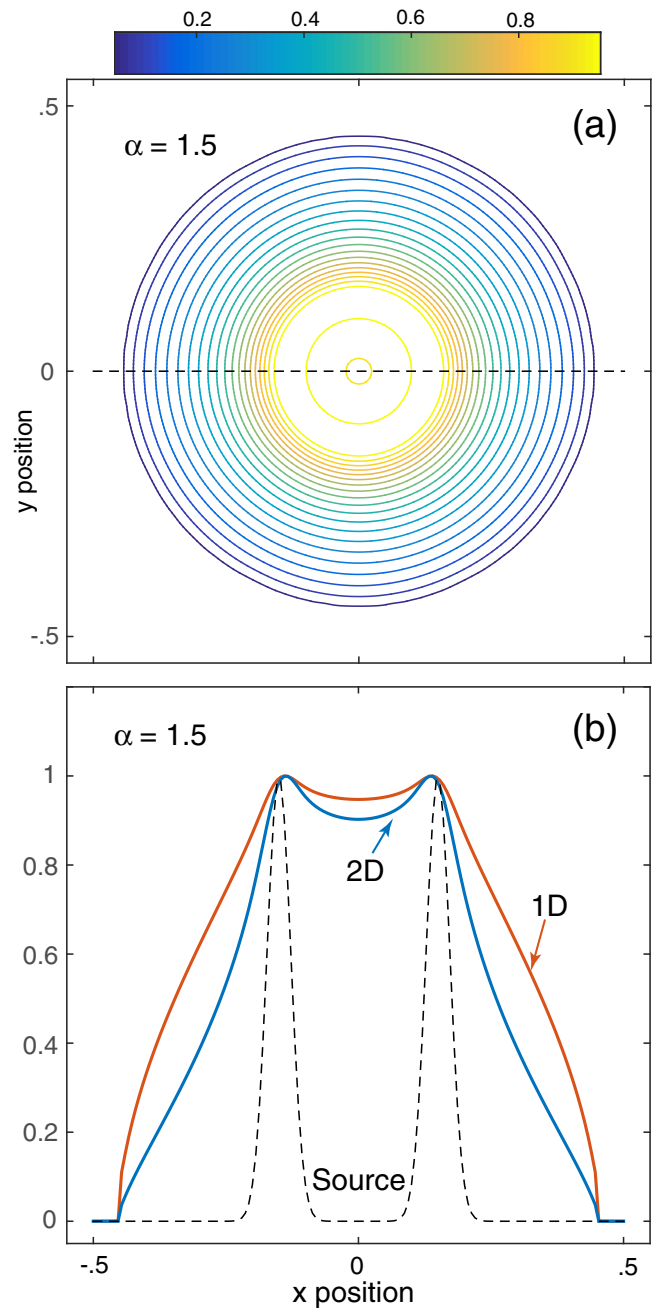 0.2 0.4 0.6 0.8
.5
(a)
α = 1.5
0
y position
-.5
(b)
α = 1.5
1
2D
0.8
1D
0.6
0.4
0.2
Source
0
-.5 0 .5
x position